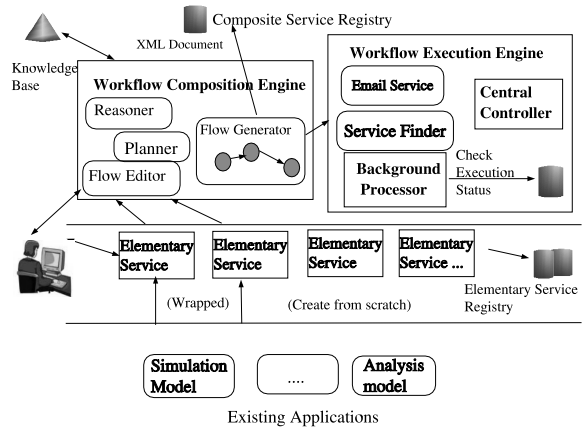 Composite Service Registry
XML Document
Knowledge
Base
Workflow Composition Engine
Reasoner
Planner
Flow Editor
Flow Generator
Workflow Execution Engine
Email Service
Central
Controller
Service Finder
Background
Processor
Check
Execution
Status
Elementary
Service
Elementary
Service
Elementary
Service
Elementary
Service ...
Elementary Service
Registry
(Wrapped)
(Create from scratch)
Simulation
Model
....
Analysis
model
Existing Applications